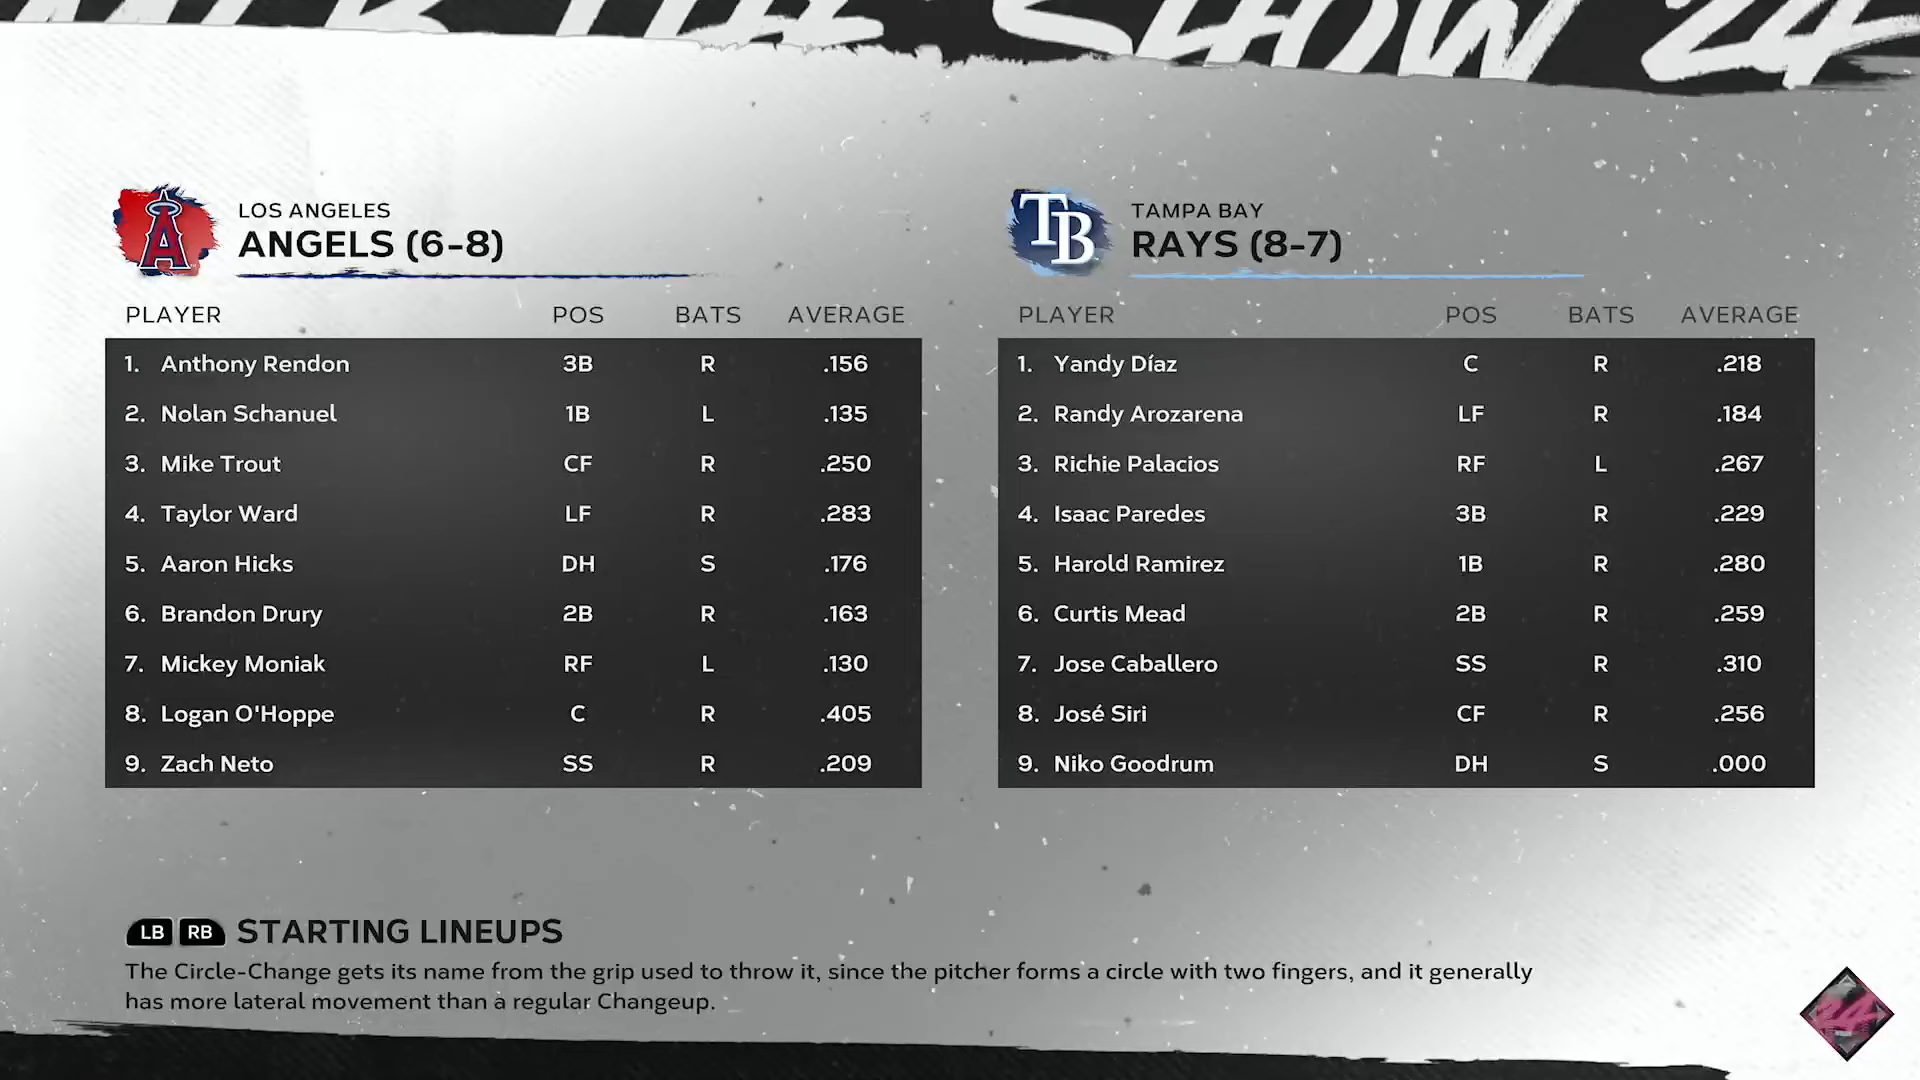 MLB THE SHOW 24
LOS ANGELES
ANGELS (6-8)
PLAYER POS BATS AVERAGE
1. Anthony Rendon 3B R .156
2. Nolan Schanuel 1B L .135
3. Mike Trout CF R .250
4. Taylor Ward LF R .283
5. Aaron Hicks DH S .176
6. Brandon Drury 2B R .163
7. Mickey Moniak RF L .130
8. Logan O'Hoppe C R .405
9. Zach Neto SS R .209
TB
TAMPA BAY
RAYS (8-7)
PLAYER POS BATS AVERAGE
1. Yandy Díaz C R .218
2. Randy Arozarena LF R .184
3. Richie Palacios RF L .267
4. Isaac Paredes 3B R .229
5. Harold Ramirez 1B R .280
6. Curtis Mead 2B R .259
7. Jose Caballero SS R .310
8. José Siri CF R .256
9. Niko Goodrum DH S .000
LB RB STARTING LINEUPS
The Circle-Change gets its name from the grip used to throw it, since the pitcher forms a circle with two fingers, and it generally
has more lateral movement than a regular Changeup.
24